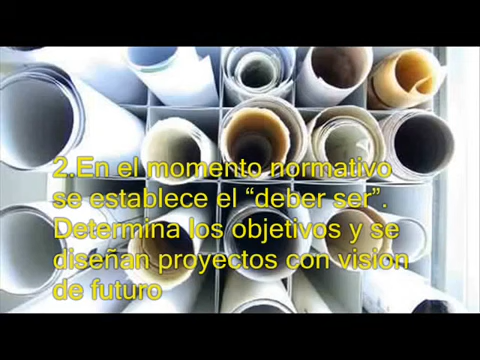 2.En el momento normativo
se establece el “deber ser”.
Determina los objetivos y se
diseñan proyectos con vision
de futuro